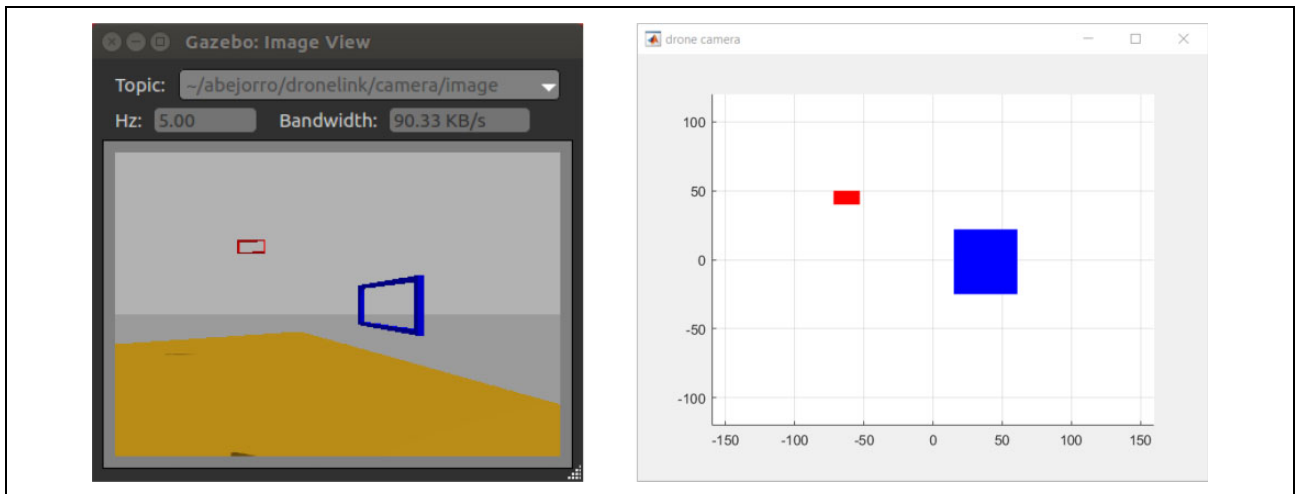 Gazebo: Image View
Topic: ~/abejorro/dronelink/camera/image
Hz: 5.00 Bandwidth: 90.33 KB/s
drone camera
100
50
0
-50
-100
-150 -100 -50 0 50 100 150